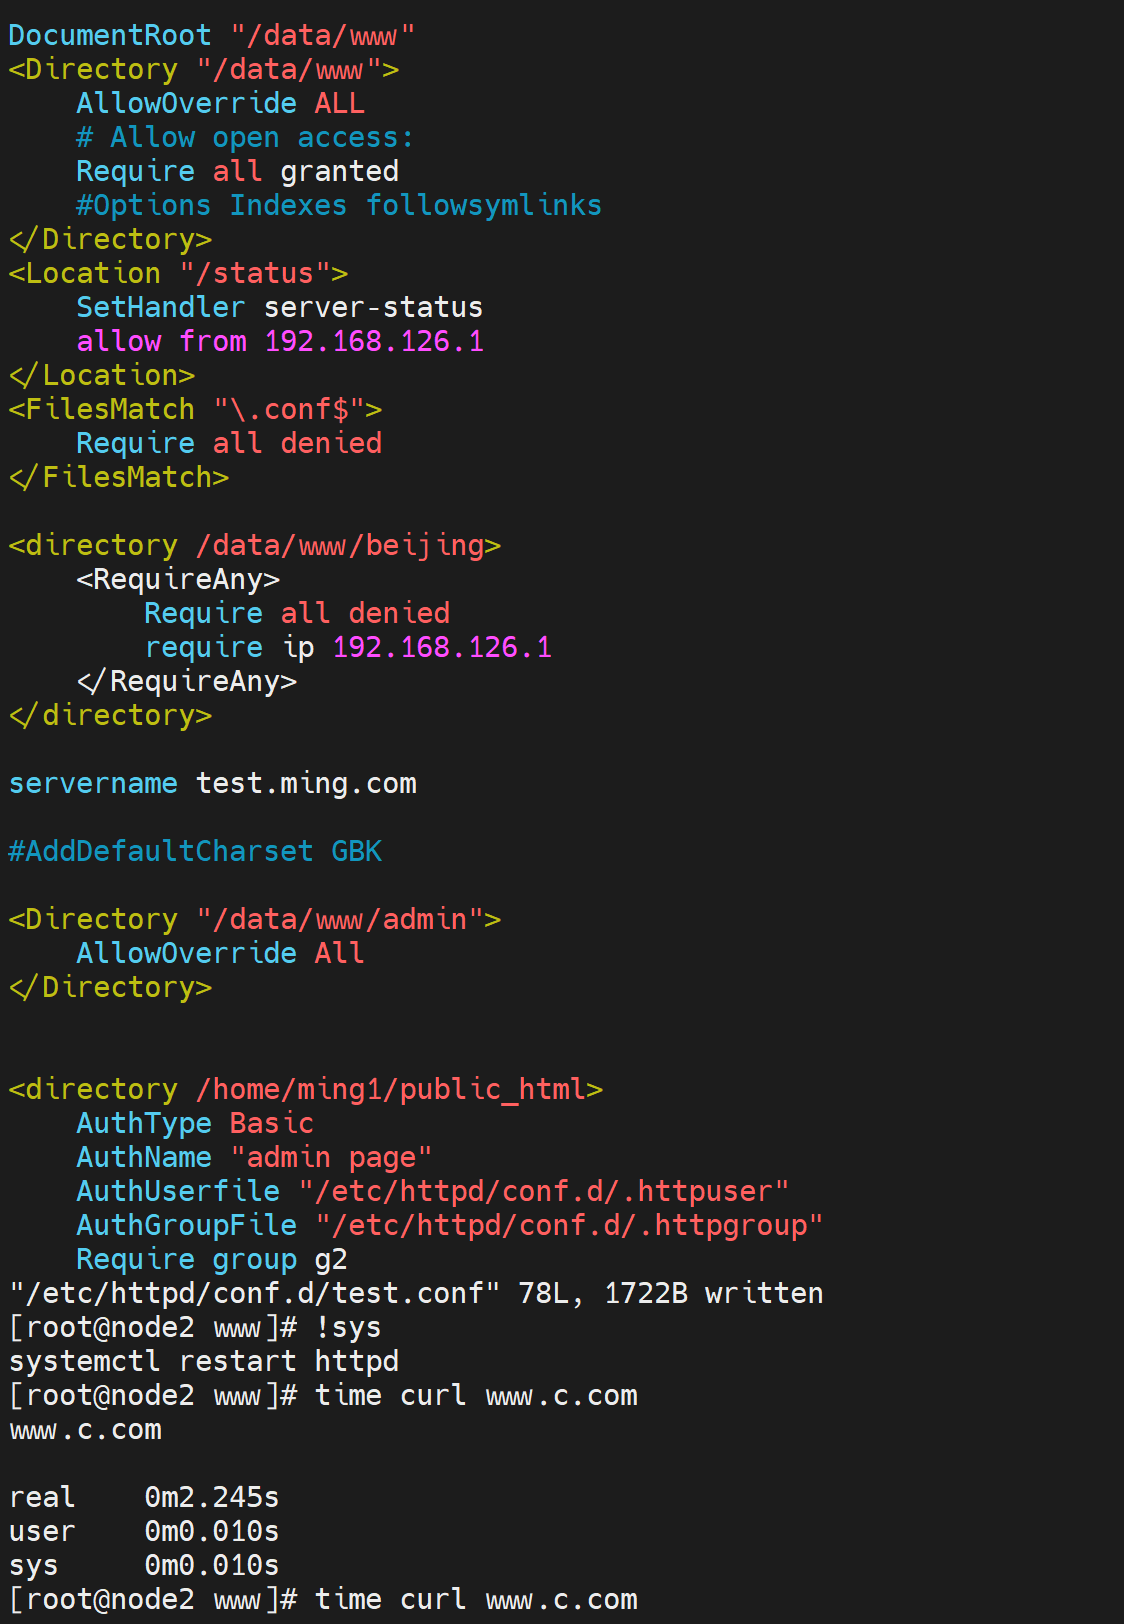 DocumentRoot "/data/www"
<Directory "/data/www">
    AllowOverride ALL
    # Allow open access:
    Require all granted
    #Options Indexes followsymlinks
</Directory>
<Location "/status">
    SetHandler server-status
    allow from 192.168.126.1
</Location>
<FilesMatch "\.conf$">
    Require all denied
</FilesMatch>

<directory /data/www/beijing>
    <RequireAny>
        Require all denied
        require ip 192.168.126.1
    </RequireAny>
</directory>

servername test.ming.com

#AddDefaultCharset GBK

<Directory "/data/www/admin">
    AllowOverride All
</Directory>


<directory /home/ming1/public_html>
    AuthType Basic
    AuthName "admin page"
    AuthUserfile "/etc/httpd/conf.d/.httpuser"
    AuthGroupFile "/etc/httpd/conf.d/.httpgroup"
    Require group g2
"/etc/httpd/conf.d/test.conf" 78L, 1722B written
[root@node2 www]# !sys
systemctl restart httpd
[root@node2 www]# time curl www.c.com
www.c.com

real    0m2.245s
user    0m0.010s
sys     0m0.010s
[root@node2 www]# time curl www.c.com